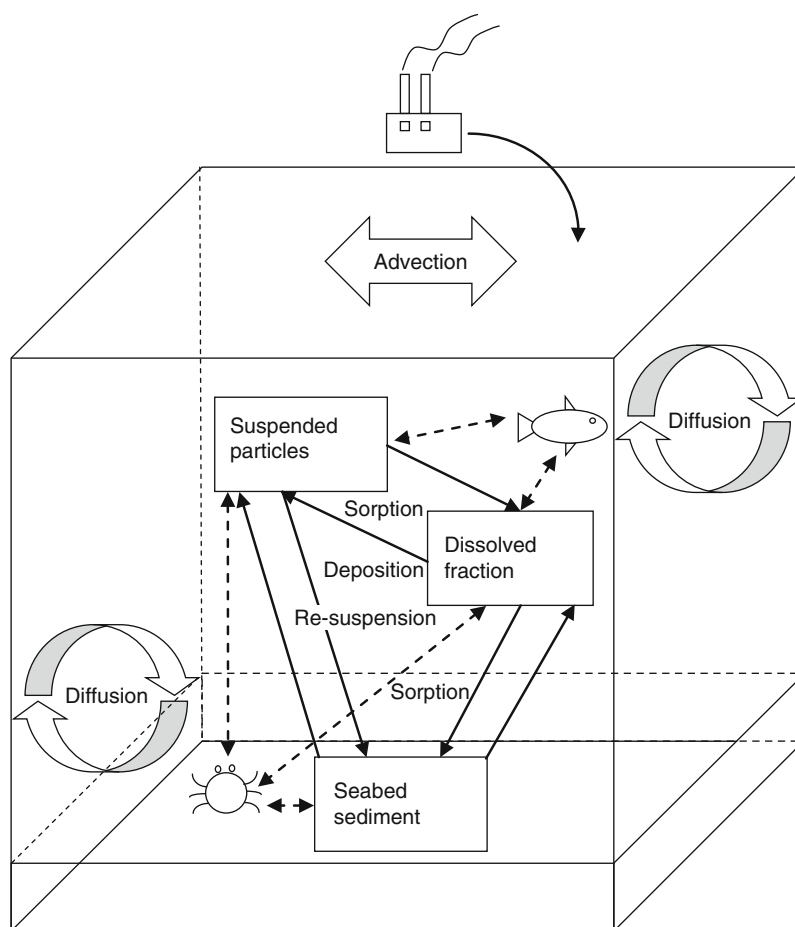 Advection
Suspended
particles
Diffusion
Sorption
Dissolved
fraction
Deposition
Re-suspension
Diffusion
Sorption
Seabed
sediment